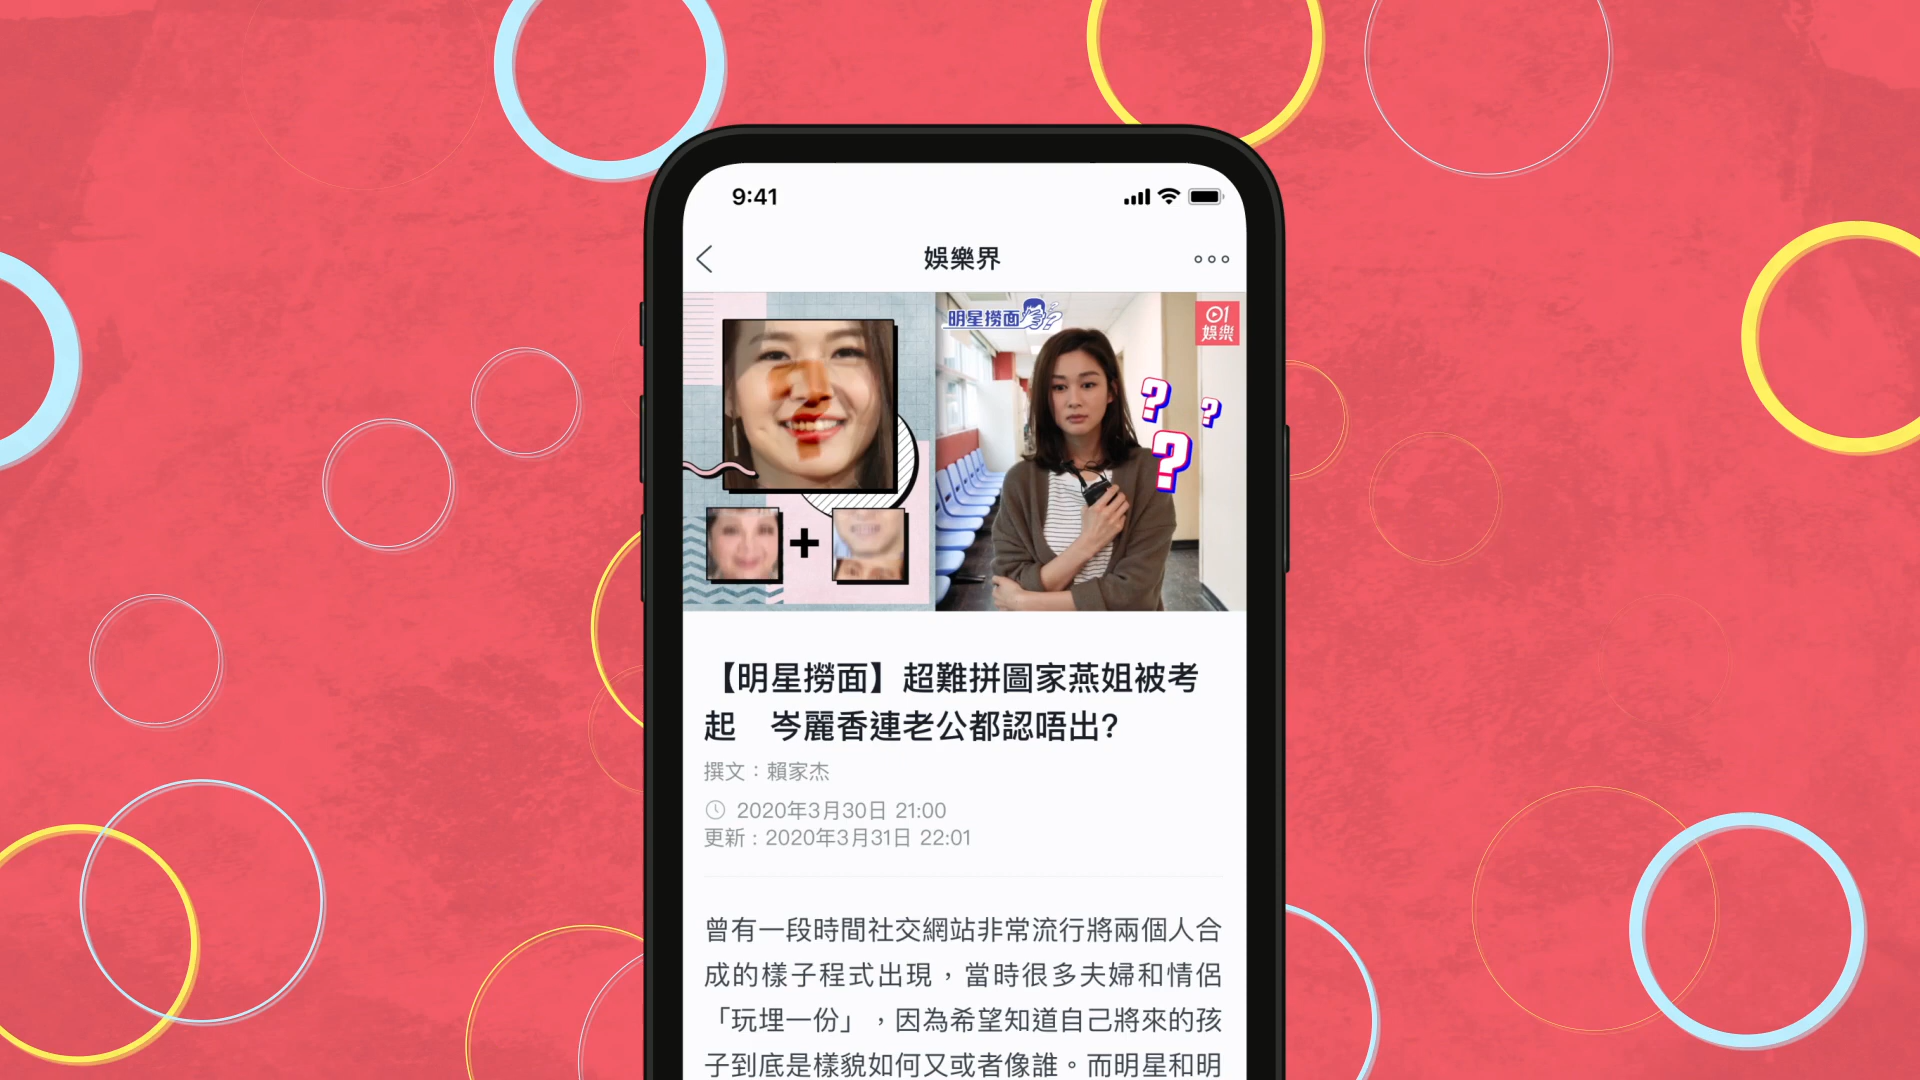 9:41
娛樂界
明星撈面
?
01
娛樂
?
?
?
+
【明星撈面】超難拼圖家燕姐被考
起　岑麗香連老公都認唔出?
撰文：賴家杰
2020年3月30日 21:00
更新：2020年3月31日 22:01
曾有一段時間社交網站非常流行將兩個人合
成的樣子程式出現，當時很多夫婦和情侶
「玩埋一份」，因為希望知道自己將來的孩
子到底是樣貌如何又或者像誰。而明星和明